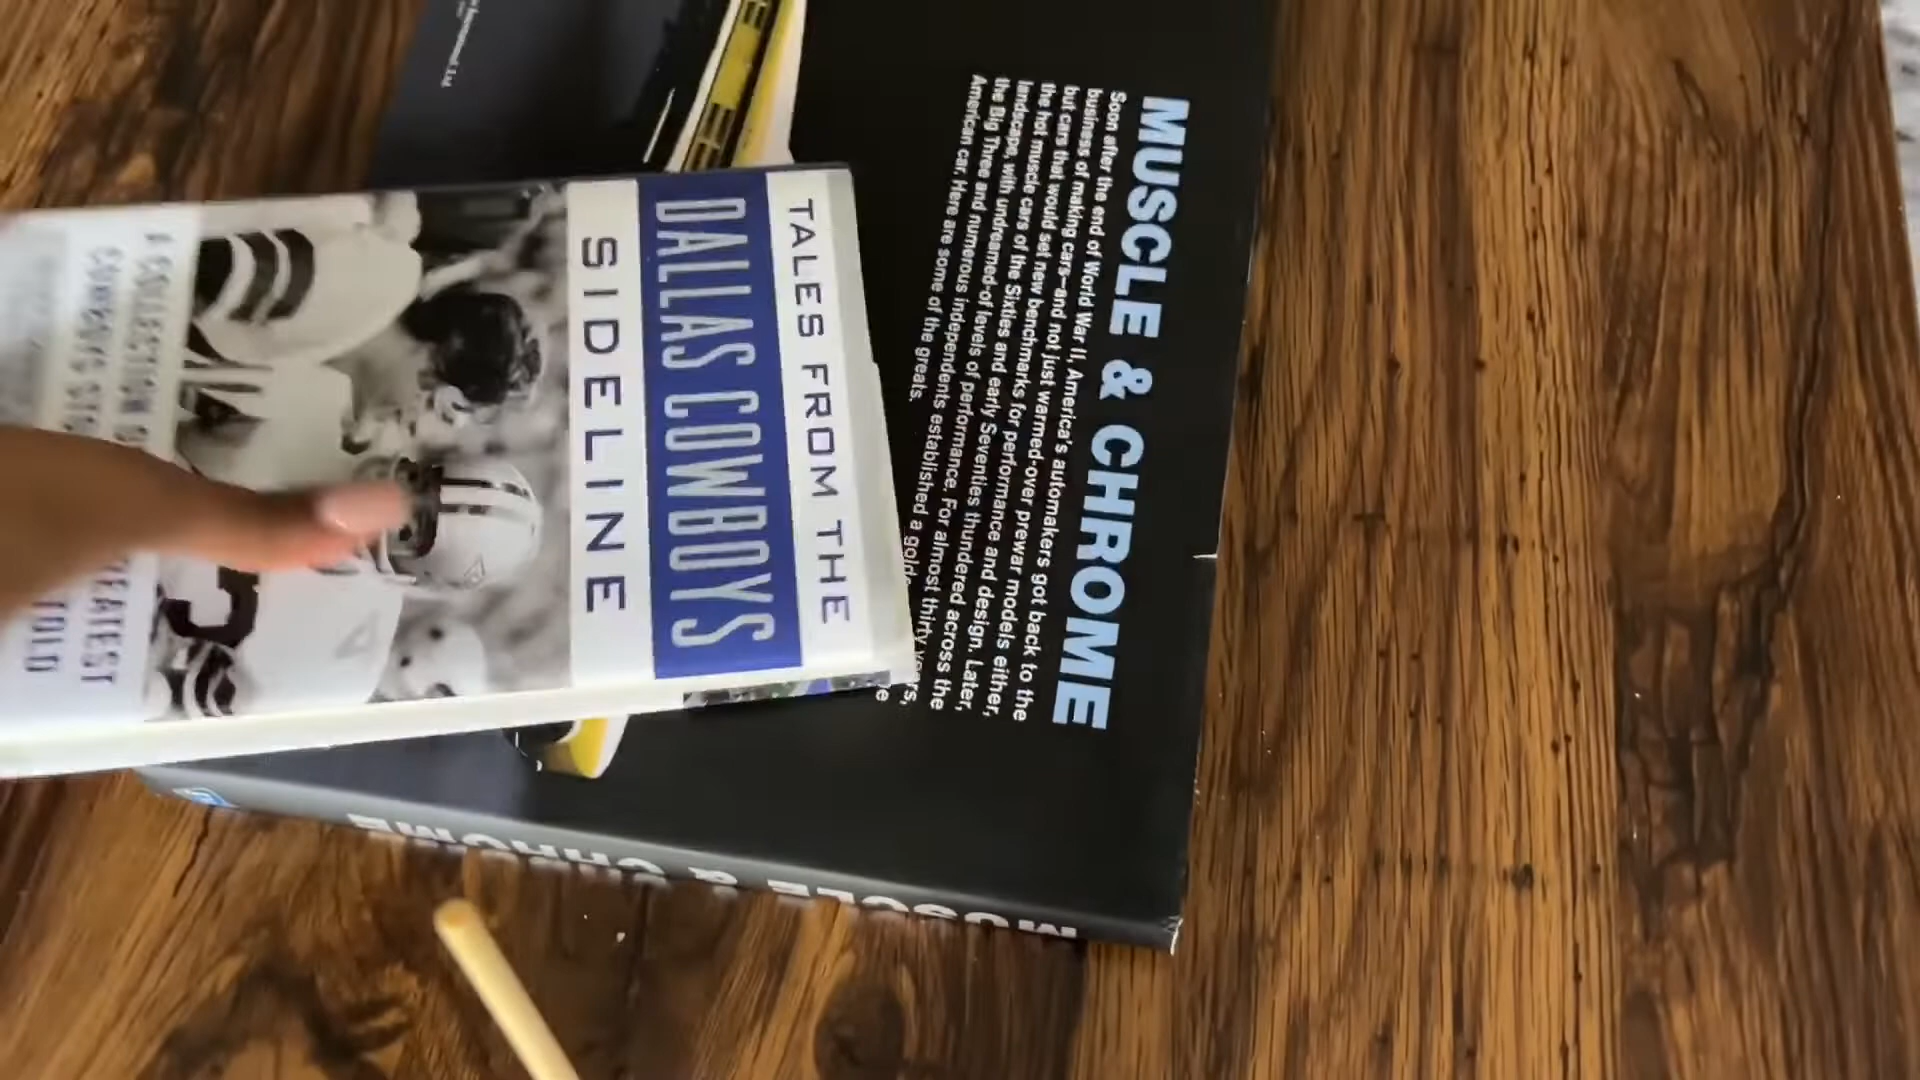 TALES FROM THE
DALLAS COWBOYS
SIDELINE
A COLLECTION
COWBOYS
TOLD
MUSCLE & CHROME
Soon after the end of World War II, America's automakers got back to the
business of making cars—and not just warmed-over prewar models either,
but cars that would set new benchmarks for performance and design. Later,
the hot muscle cars of the Sixties and early Seventies thundered across the
landscape, with undreamed-of levels of performance. For almost thirty years,
the Big Three and numerous independents established a
American car. Here are some of the greats.
International, Ltd.
MUSCLE & CHROME